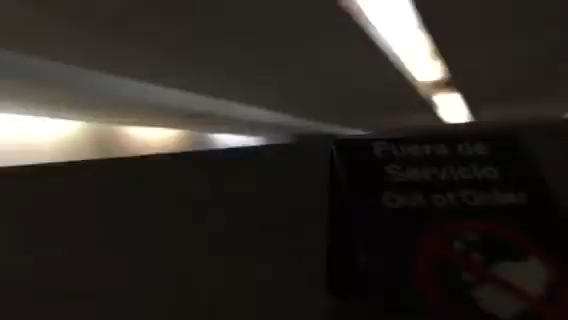 Fuera de
Servicio
Out of Order